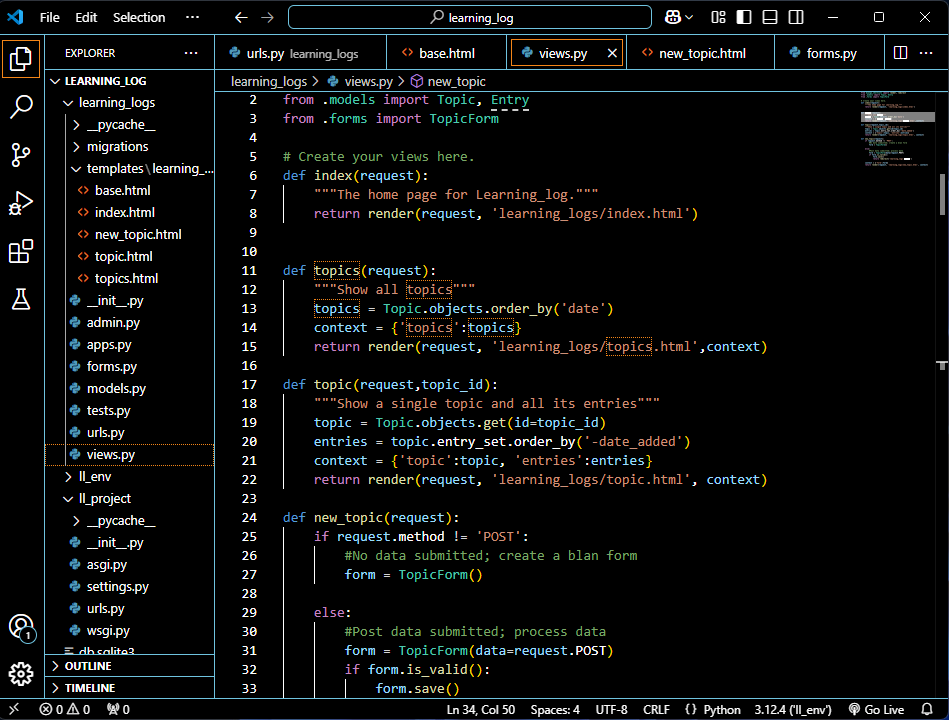 File Edit Selection ··· learning_log
EXPLORER ···
LEARNING_LOG
learning_logs
__pycache__
migrations
templates\learning_...
base.html
index.html
new_topic.html
topic.html
topics.html
__init__.py
admin.py
apps.py
forms.py
models.py
tests.py
urls.py
views.py
ll_env
ll_project
__pycache__
__init__.py
asgi.py
settings.py
urls.py
wsgi.py
db.sqlite3
OUTLINE
TIMELINE
urls.py learning_logs base.html views.py new_topic.html forms.py ···
learning_logs > views.py > new_topic
2 from .models import Topic, Entry
3 from .forms import TopicForm
4
5 # Create your views here.
6 def index(request):
7 """The home page for Learning_log."""
8 return render(request, 'learning_logs/index.html')
9
10
11 def topics(request):
12 """Show all topics"""
13 topics = Topic.objects.order_by('date')
14 context = {'topics':topics}
15 return render(request, 'learning_logs/topics.html',context)
16
17 def topic(request,topic_id):
18 """Show a single topic and all its entries"""
19 topic = Topic.objects.get(id=topic_id)
20 entries = topic.entry_set.order_by('-date_added')
21 context = {'topic':topic, 'entries':entries}
22 return render(request, 'learning_logs/topic.html', context)
23
24 def new_topic(request):
25 if request.method != 'POST':
26 #No data submitted; create a blan form
27 form = TopicForm()
28
29 else:
30 #Post data submitted; process data
31 form = TopicForm(data=request.POST)
32 if form.is_valid():
33 form.save()
1
0 0 0 Ln 34, Col 50 Spaces: 4 UTF-8 CRLF {} Python 3.12.4 ('ll_env') Go Live